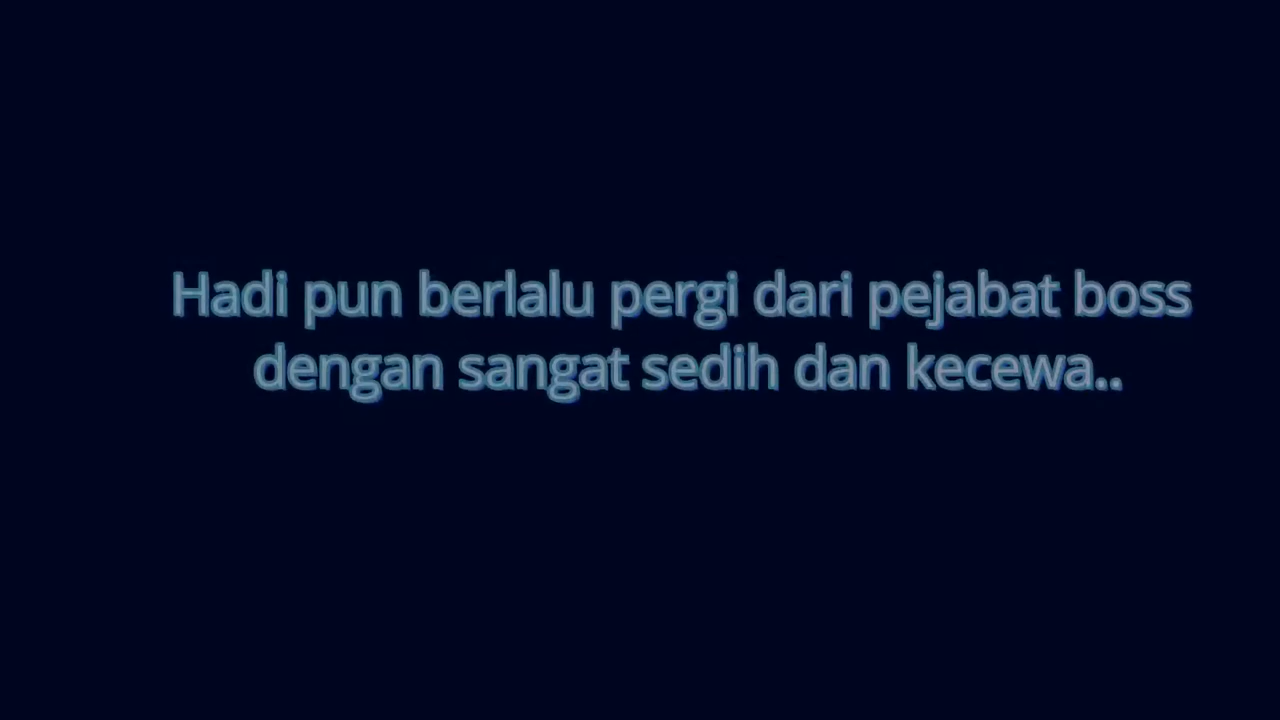 Hadi pun berlalu pergi dari pejabat boss
dengan sangat sedih dan kecewa..